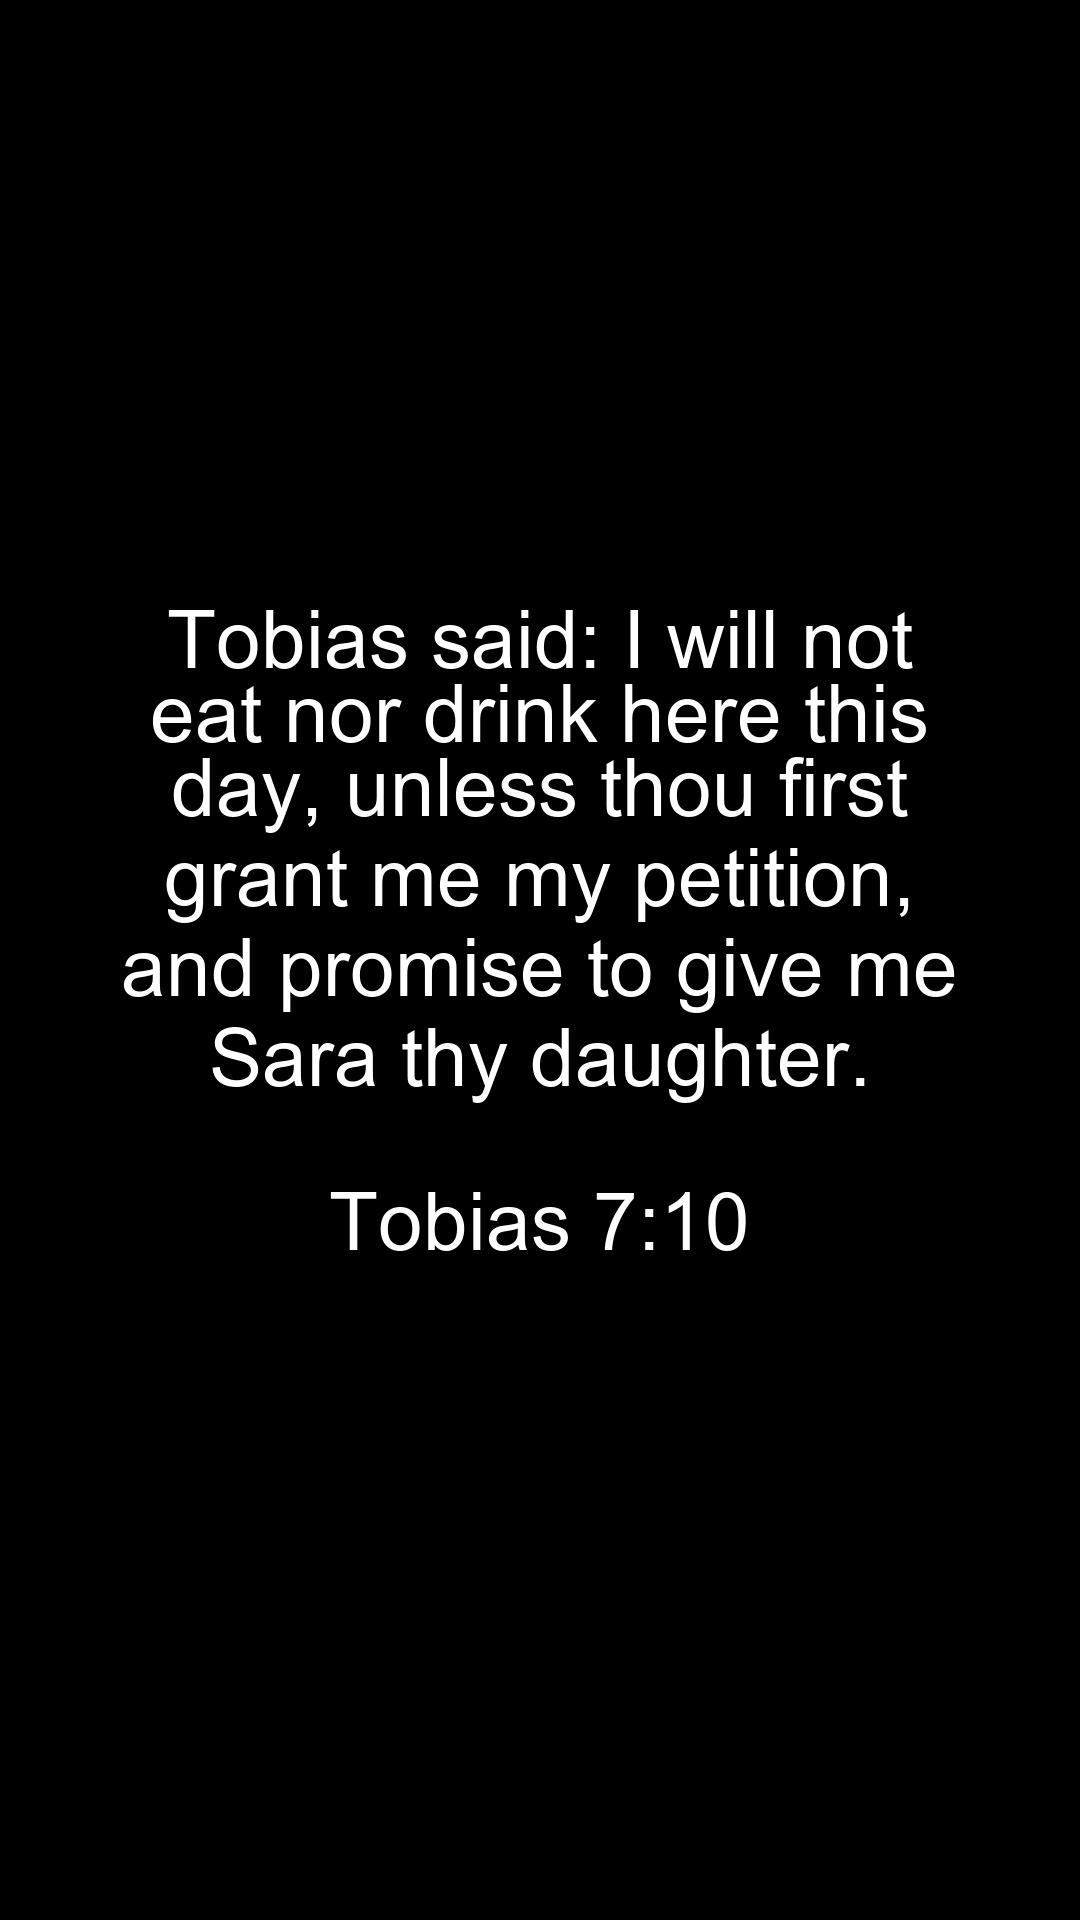 Tobias said: I will not
eat nor drink here this
day, unless thou first
grant me my petition,
and promise to give me
Sara thy daughter.
Tobias 7:10